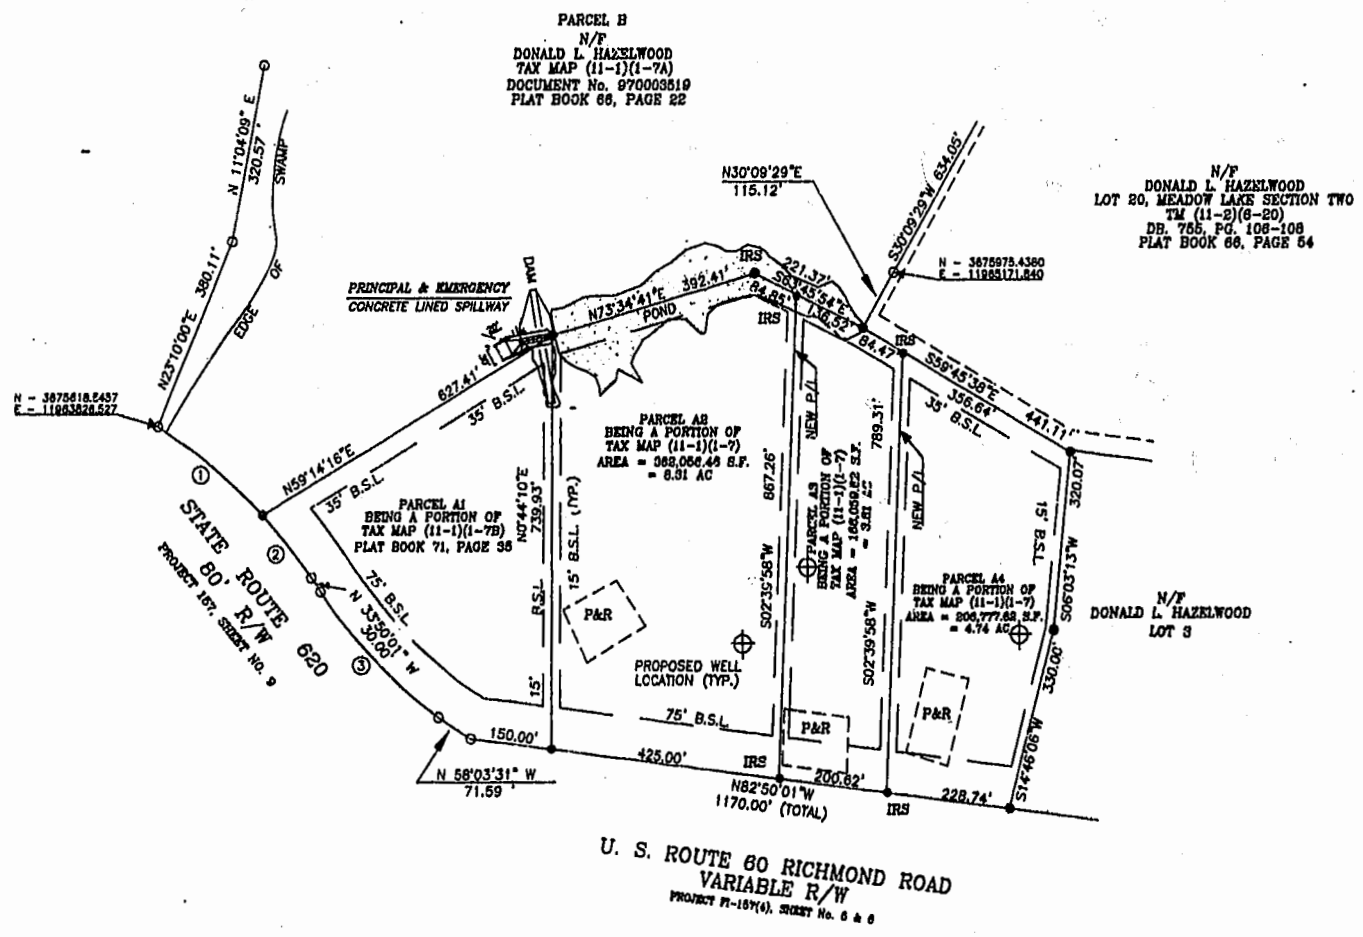 PARCEL B
N/F
DONALD L. HAZELWOOD
TAX MAP (11-1)(1-7A)
DOCUMENT No. 970003519
PLAT BOOK 66, PAGE 22
N 11°04'09" E
320.57'
SWAMP
EDGE OF
N23°10'00"E 380.11'
N - 3675618.2437
E - 11963826.527
PRINCIPAL & EMERGENCY
CONCRETE LINED SPILLWAY
DAM
N73°34'41"E 392.41'
POND
IRS
221.37'
S63°45'54"E
84.85'
136.52'
IRS
84.47'
IRS
N30°09'29"E
115.12'
S30°09'29"W 634.05'
N - 3675975.4360
E - 11965171.640
N/F
DONALD L. HAZELWOOD
LOT 20, MEADOW LAKE SECTION TWO
TM (11-2)(6-20)
DB. 755, PG. 106-108
PLAT BOOK 66, PAGE 54
S59°45'38"E
356.64'
441.11'
35' B.S.L.
N59°14'16"E
627.41'
35' B.S.L.
35' B.S.L.
PARCEL A1
BEING A PORTION OF
TAX MAP (11-1)(1-7B)
PLAT BOOK 71, PAGE 35
75' B.S.L.
N0°44'10"E
739.93'
B.S.L.
15'
15' B.S.L. (TYP.)
PARCEL A2
BEING A PORTION OF
TAX MAP (11-1)(1-7)
AREA = 362,056.46 S.F.
= 8.31 AC
P&R
PROPOSED WELL
LOCATION (TYP.)
75' B.S.L.
S02°39'58"W 867.26'
NEW P/L
PARCEL A3
BEING A PORTION OF
TAX MAP (11-1)(1-7)
AREA = 166,059.82 S.F.
= 3.81 AC
P&R
S02°39'58"W 789.31'
NEW P/L
PARCEL A4
BEING A PORTION OF
TAX MAP (11-1)(1-7)
AREA = 206,777.62 S.F.
= 4.74 AC
P&R
15' B.S.L.
S06°03'13"W 320.07'
S14°46'06"W 330.00'
N/F
DONALD L. HAZELWOOD
LOT 3
1
2
3
STATE ROUTE 620
80' R/W
PROJECT 187, SHEET NO. 9
N 33°50'01" W
30.00'
N 58°03'31" W
71.59'
150.00'
425.00'
IRS
N82°50'01"W
1170.00' (TOTAL)
200.62'
IRS
228.74'
U. S. ROUTE 60 RICHMOND ROAD
VARIABLE R/W